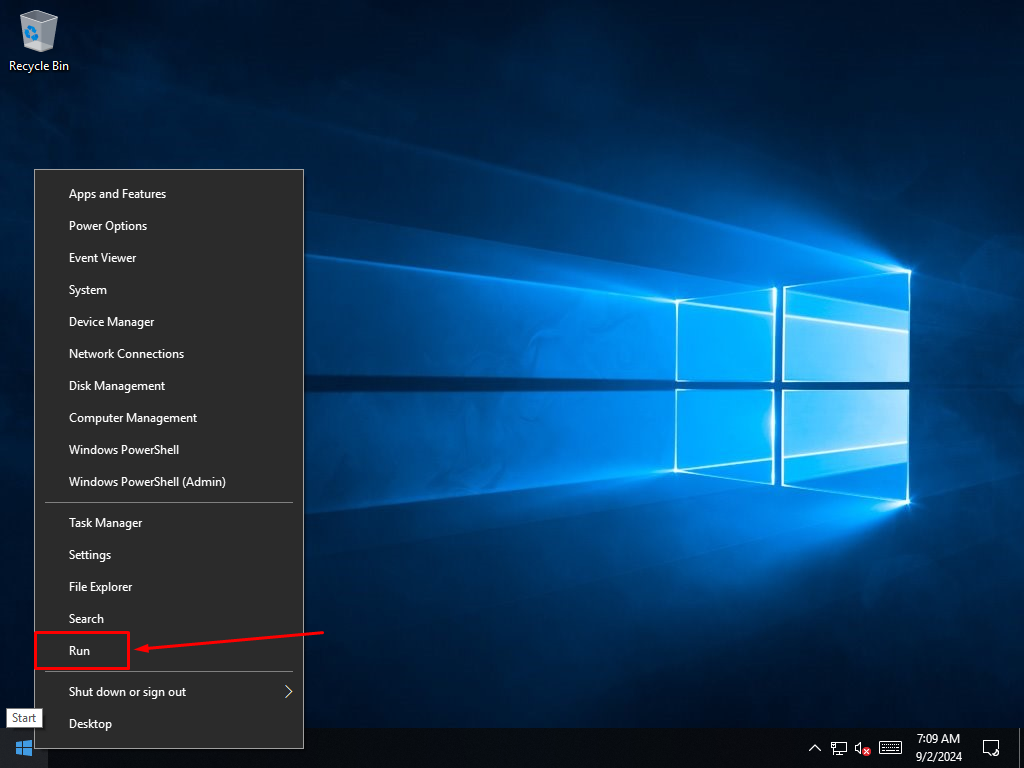 Recycle Bin
Apps and Features
Power Options
Event Viewer
System
Device Manager
Network Connections
Disk Management
Computer Management
Windows PowerShell
Windows PowerShell (Admin)
Task Manager
Settings
File Explorer
Search
Run
Shut down or sign out
Desktop
Start
7:09 AM
9/2/2024